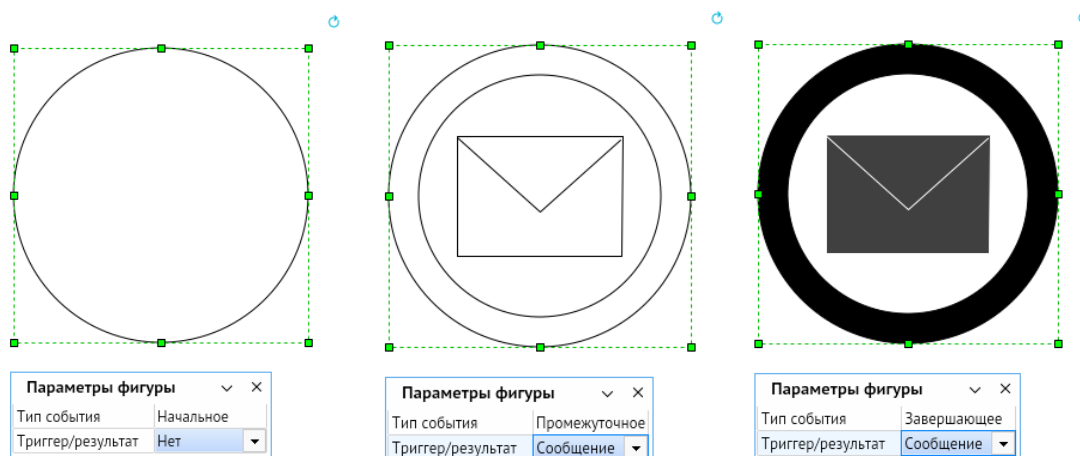 Параметры фигуры
Тип события Начальное
Триггер/результат Нет
Параметры фигуры
Тип события Промежуточное
Триггер/результат Сообщение
Параметры фигуры
Тип события Завершающее
Триггер/результат Сообщение